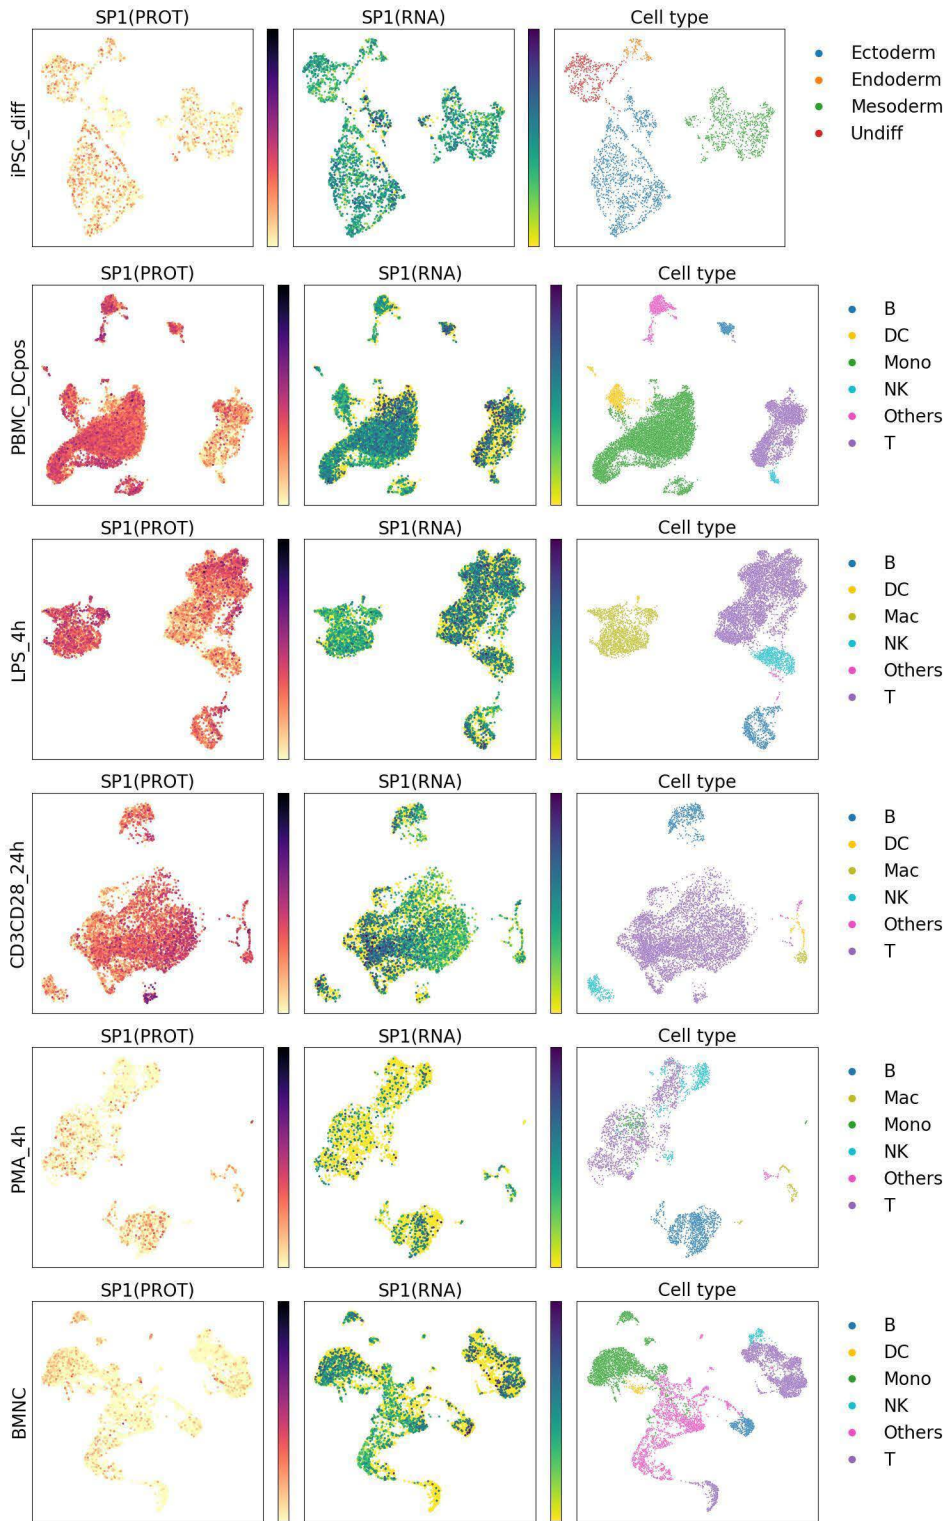 SP1(PROT) SP1(RNA) Cell type
iPSC_diff
Ectoderm
Endoderm
Mesoderm
Undiff
SP1(PROT) SP1(RNA) Cell type
PBMC_DCpos
B
DC
Mono
NK
Others
T
SP1(PROT) SP1(RNA) Cell type
LPS_4h
B
DC
Mac
NK
Others
T
SP1(PROT) SP1(RNA) Cell type
CD3CD28_24h
B
DC
Mac
NK
Others
T
SP1(PROT) SP1(RNA) Cell type
PMA_4h
B
Mac
Mono
NK
Others
T
SP1(PROT) SP1(RNA) Cell type
BMNC
B
DC
Mono
NK
Others
T